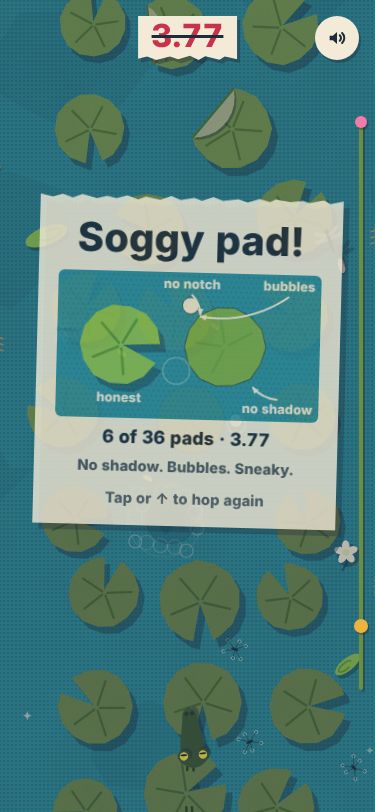 3.77
Soggy pad!
no notch
bubbles
honest
no shadow
6 of 36 pads · 3.77
No shadow. Bubbles. Sneaky.
Tap or ↑ to hop again